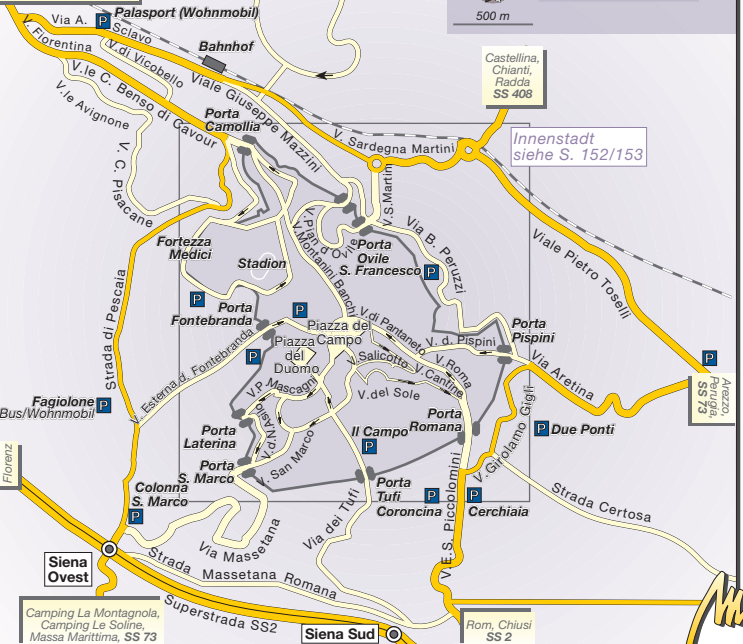 Palasport (Wohnmobil)
P
500 m
Via A. Sclavo
V. Fiorentina
V.di Vicobello
Bahnhof
Castellina,
Chianti,
Radda
SS 408
V.le C. Benso di Cavour
Viale Giuseppe Mazzini
V.le Avignone
V. C. Pisacane
Porta
Camollia
V. Sardegna Martini
Innenstadt
siehe S. 152/153
V.S.Martini
V.Pian d'Ovile
V.Montanini Banchi
Via B. Peruzzi
Viale Pietro Toselli
Fortezza
Medici
Stadion
Porta
Ovile
S. Francesco
P
P
P
Strada di Pescaia
Porta
Fontebranda
Piazza del
Campo
Piazza
del
Duomo
V.di Pantaneto
V. d. Pispini
Porta
Pispini
P
P
V. Esterna d. Fontebranda
V.Salicotto
V. Roma
V. Cantine
Via Aretina
V.P. Mascagni
V.del Sole
Arezzo,
Perugia,
SS 73
Fagiolone
Bus/Wohnmobil
P
V.d.N.Asilo
Porta
Laterina
Il Campo
P
Porta
Romana
P
Due Ponti
V.Girolamo Gigli
V. San Marco
Porta
S. Marco
Florenz
Colonna
S. Marco
P
Porta
Tufi
Coroncina
P
P
Cerchiaia
Strada Certosa
Via Massetana
Via dei Tufi
V.E.S. Piccolomini
Siena
Ovest
Strada Massetana Romana
Superstrada SS2
Camping La Montagnola,
Camping Le Soline,
Massa Marittima, SS 73
Siena Sud
Rom, Chiusi
SS 2